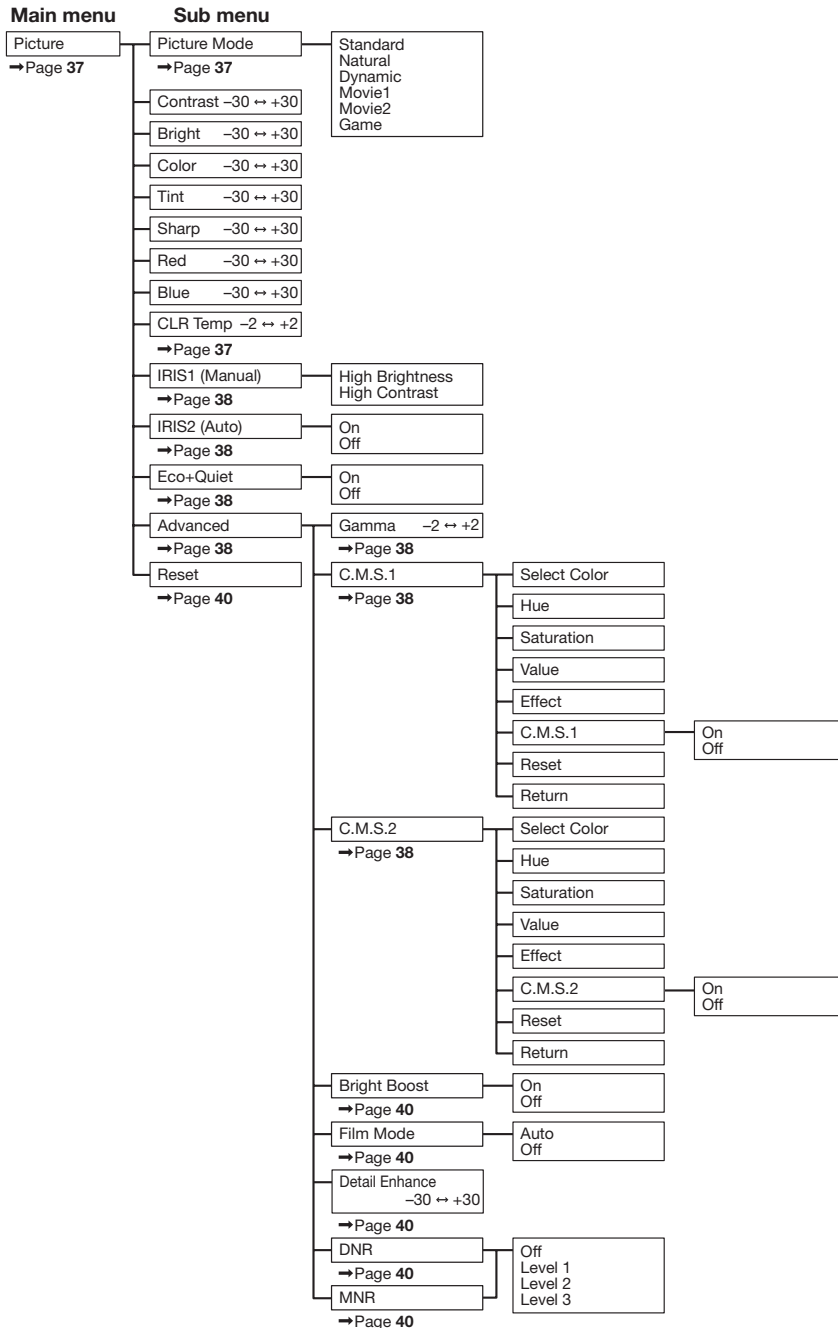 Main menu Sub menu
Picture
→Page 37
Picture Mode
→Page 37
Standard
Natural
Dynamic
Movie1
Movie2
Game
Contrast –30 ↔ +30
Bright –30 ↔ +30
Color –30 ↔ +30
Tint –30 ↔ +30
Sharp –30 ↔ +30
Red –30 ↔ +30
Blue –30 ↔ +30
CLR Temp –2 ↔ +2
→Page 37
IRIS1 (Manual)
→Page 38
High Brightness
High Contrast
IRIS2 (Auto)
→Page 38
On
Off
Eco+Quiet
→Page 38
On
Off
Advanced
→Page 38
Reset
→Page 40
Gamma –2 ↔ +2
→Page 38
C.M.S.1
→Page 38
Select Color
Hue
Saturation
Value
Effect
C.M.S.1
On
Off
Reset
Return
C.M.S.2
→Page 38
Select Color
Hue
Saturation
Value
Effect
C.M.S.2
On
Off
Reset
Return
Bright Boost
→Page 40
On
Off
Film Mode
→Page 40
Auto
Off
Detail Enhance
–30 ↔ +30
→Page 40
DNR
→Page 40
MNR
→Page 40
Off
Level 1
Level 2
Level 3